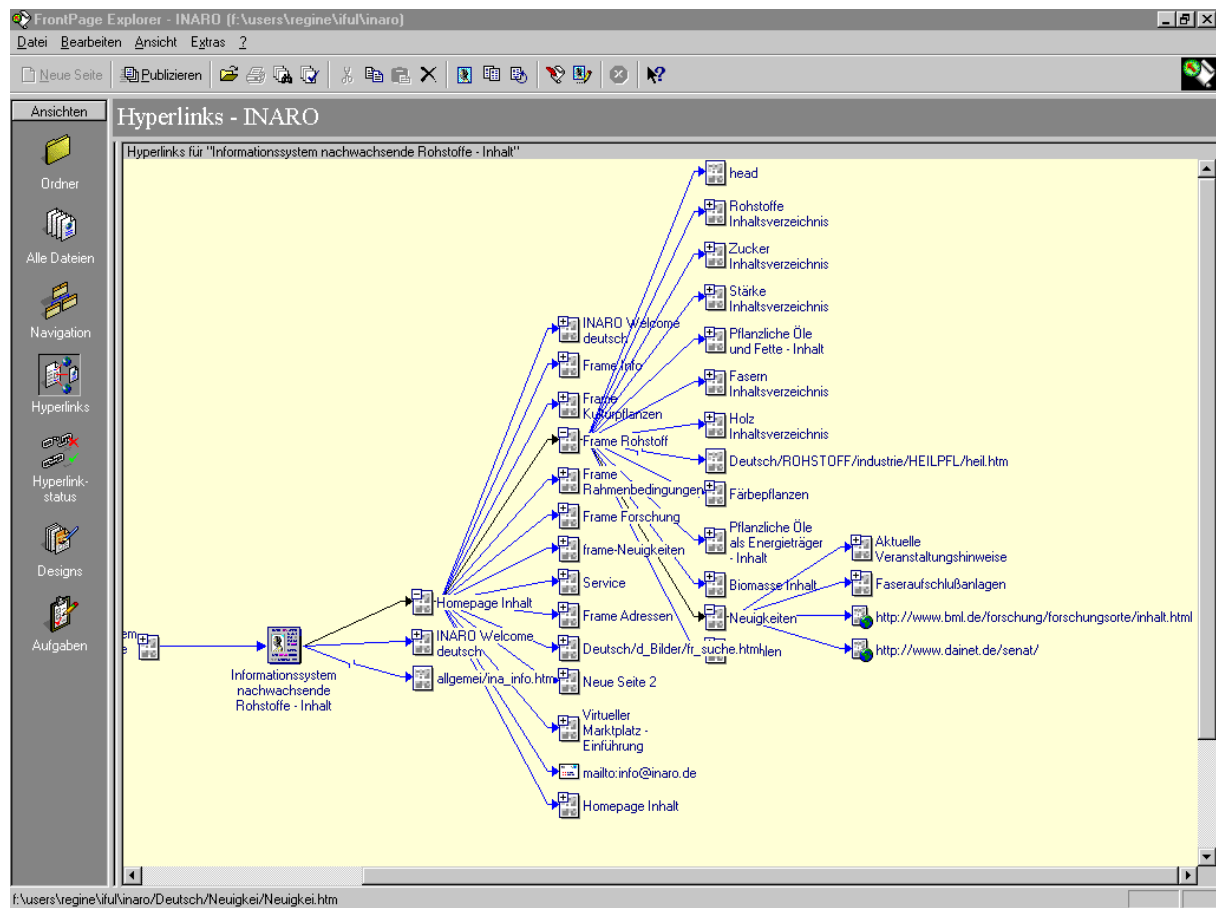 FrontPage Explorer - INARO (f:\users\regine\iful\inaro)
Datei Bearbeiten Ansicht Extras ?
Neue Seite
Publizieren
Ansichten
Ordner
Alle Dateien
Navigation
Hyperlinks
Hyperlink-
status
Designs
Aufgaben
Hyperlinks - INARO
Hyperlinks für "Informationssystem nachwachsende Rohstoffe - Inhalt"
Informationssystem
nachwachsende
Rohstoffe - Inhalt
Homepage Inhalt
INARO Welcome
deutsch
allgemei/ina_info.htm
INARO Welcome
deutsch
Frame Info
Frame
Kulturpflanzen
Frame Rohstoff
Frame
Rahmenbedingungen
Frame Forschung
frame-Neuigkeiten
Service
Frame Adressen
Deutsch/d_Bilder/fr_suche.html
Neue Seite 2
Virtueller
Marktplatz -
Einführung
mailto:info@inaro.de
Homepage Inhalt
head
Rohstoffe
Inhaltsverzeichnis
Zucker
Inhaltsverzeichnis
Stärke
Inhaltsverzeichnis
Pflanzliche Öle
und Fette - Inhalt
Fasern
Inhaltsverzeichnis
Holz
Inhaltsverzeichnis
Deutsch/ROHSTOFF/industrie/HEILPFL/heil.htm
Färbepflanzen
Pflanzliche Öle
als Energieträger
- Inhalt
Biomasse Inhalt
Neuigkeiten
Aktuelle
Veranstaltungshinweise
Faseraufschlußanlagen
http://www.bml.de/forschung/forschungsorte/inhalt.html
http://www.dainet.de/senat/
f:\users\regine\iful\inaro/Deutsch/Neuigkei/Neuigkei.htm